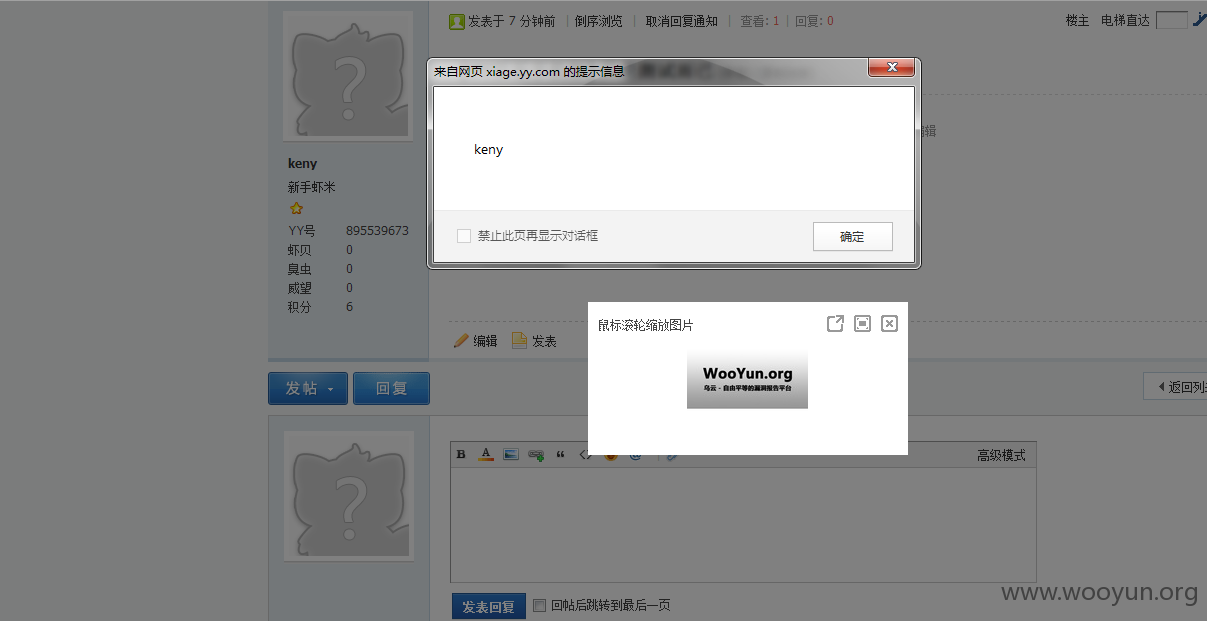 发表于 7 分钟前 | 倒序浏览 | 取消回复通知 | 查看: 1 | 回复: 0
楼主 电梯直达
来自网页 xiage.yy.com 的提示信息
辑
keny
禁止此页再显示对话框
确定
keny
新手虾米
YY号 895539673
虾贝 0
臭虫 0
威望 0
积分 6
鼠标滚轮缩放图片
WooYun.org
乌云 - 自由平等的漏洞报告平台
编辑 发表
发帖 回复
返回列
B A “ <> @
高级模式
发表回复 回帖后跳转到最后一页
www.wooyun.org